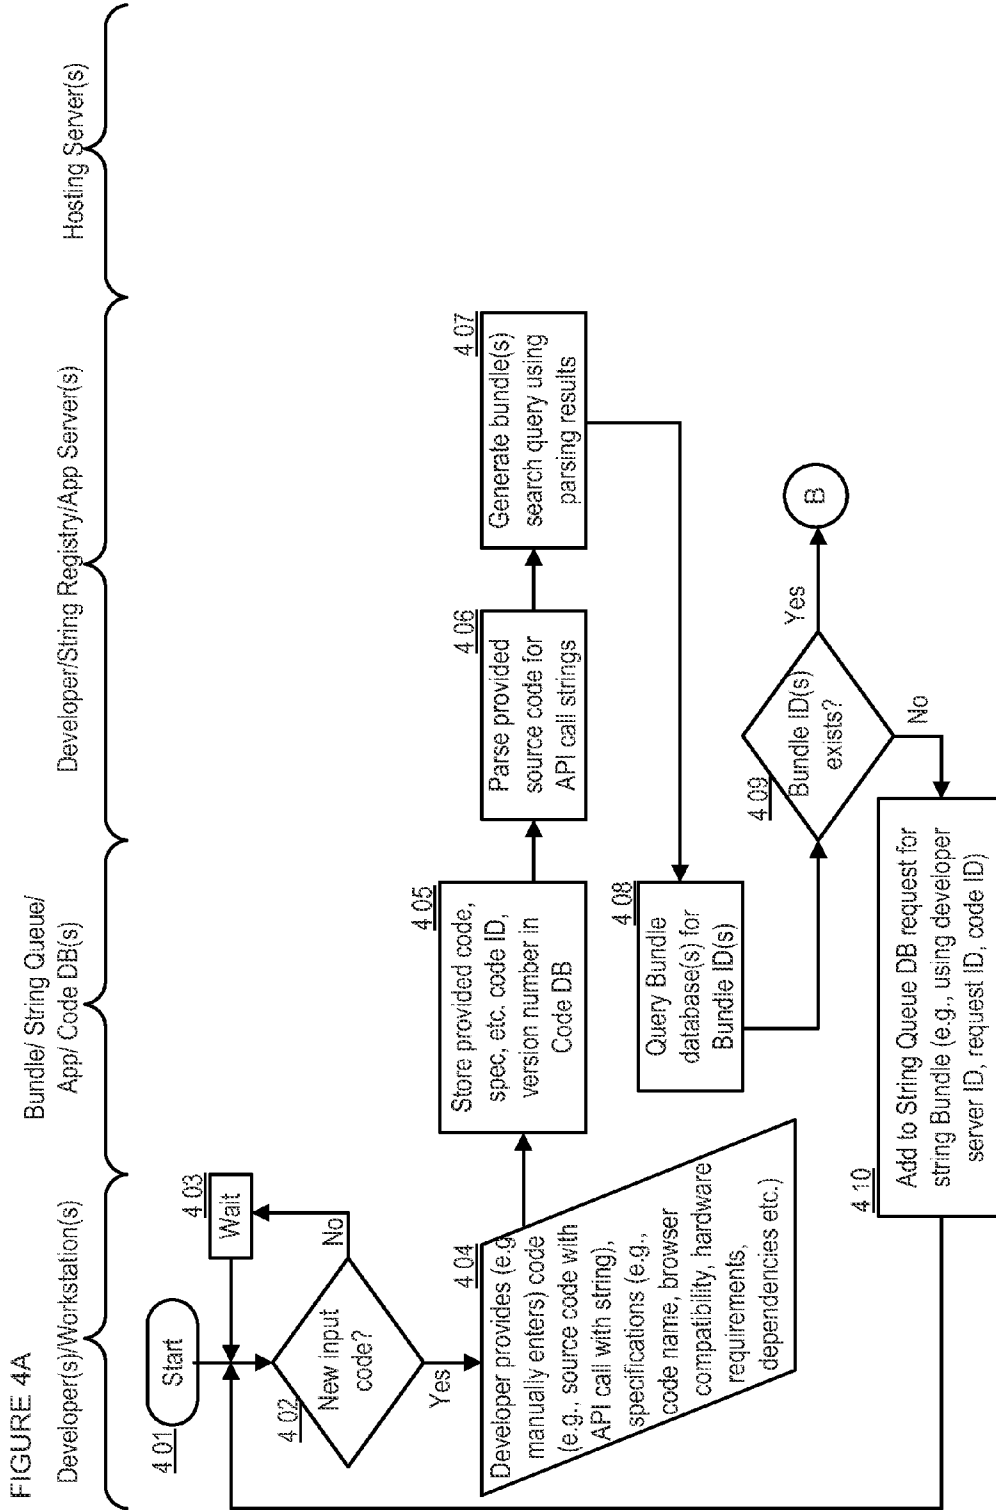 FIGURE 4A
Developer(s)/Workstation(s)
Bundle/ String Queue/
App/ Code DB(s)
Developer/String Registry/App Server(s)
Hosting Server(s)
4 01
Start
4 02
New input
code?
4 03
Wait
No
Yes
4 04
Developer provides (e.g
manually enters) code
(e.g., source code with
API call with string),
specifications (e.g.,
code name, browser
compatibility, hardware
requirements,
dependencies etc.)
4 05
Store provided code,
spec, etc. code ID,
version number in
Code DB
4 06
Parse provided
source code for
API call strings
4 07
Generate bundle(s)
search query using
parsing results
4 08
Query Bundle
database(s) for
Bundle ID(s)
4 09
Bundle ID(s)
exists?
Yes
B
No
4 10
Add to String Queue DB request for
string Bundle (e.g., using developer
server ID, request ID, code ID)